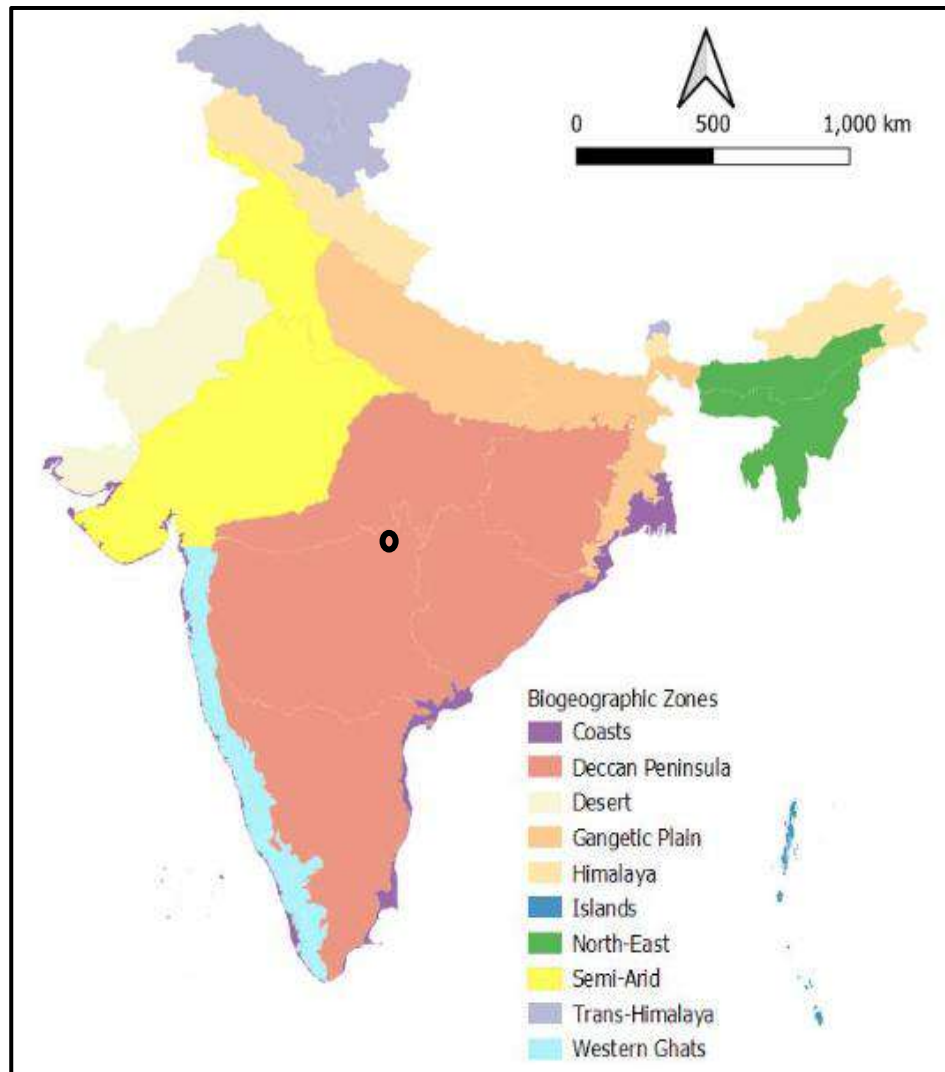 0 500 1,000 km
Biogeographic Zones
Coasts
Deccan Peninsula
Desert
Gangetic Plain
Himalaya
Islands
North-East
Semi-Arid
Trans-Himalaya
Western Ghats